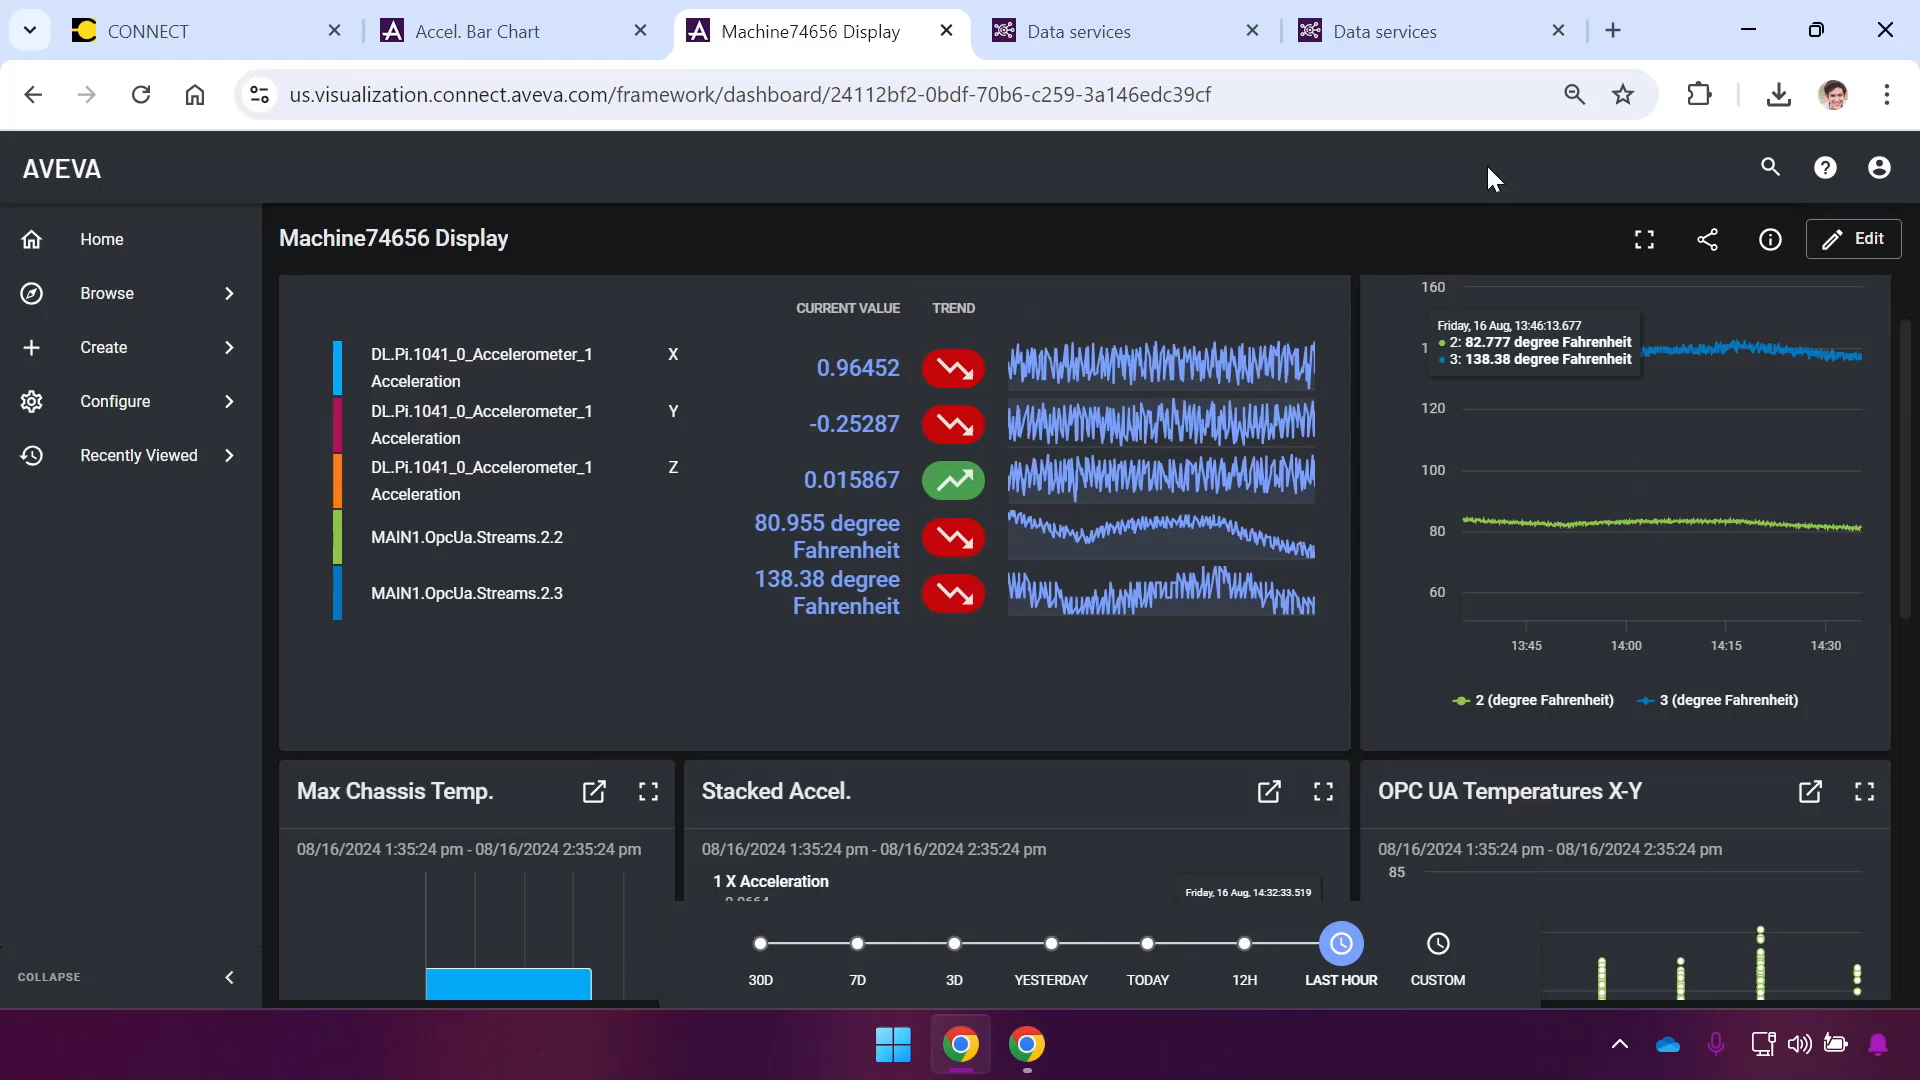 CONNECT
Accel. Bar Chart
Machine74656 Display
Data services
Data services
us.visualization.connect.aveva.com/framework/dashboard/24112bf2-0bdf-70b6-c259-3a146edc39cf
AVEVA
Home
Browse
Create
Configure
Recently Viewed
COLLAPSE
Machine74656 Display
Edit
CURRENT VALUE TREND
DL.Pi.1041_0_Accelerometer_1 X
Acceleration
0.96452
DL.Pi.1041_0_Accelerometer_1 Y
Acceleration
-0.25287
DL.Pi.1041_0_Accelerometer_1 Z
Acceleration
0.015867
MAIN1.OpcUa.Streams.2.2
80.955 degree
Fahrenheit
MAIN1.OpcUa.Streams.2.3
138.38 degree
Fahrenheit
160
Friday, 16 Aug, 13:46:13.677
1
2: 82.777 degree Fahrenheit
3: 138.38 degree Fahrenheit
120
100
80
60
13:45 14:00 14:15 14:30
2 (degree Fahrenheit) 3 (degree Fahrenheit)
Max Chassis Temp.
08/16/2024 1:35:24 pm - 08/16/2024 2:35:24 pm
Stacked Accel.
08/16/2024 1:35:24 pm - 08/16/2024 2:35:24 pm
1 X Acceleration
Friday, 16 Aug, 14:32:33.519
OPC UA Temperatures X-Y
08/16/2024 1:35:24 pm - 08/16/2024 2:35:24 pm
85
30D 7D 3D YESTERDAY TODAY 12H LAST HOUR CUSTOM